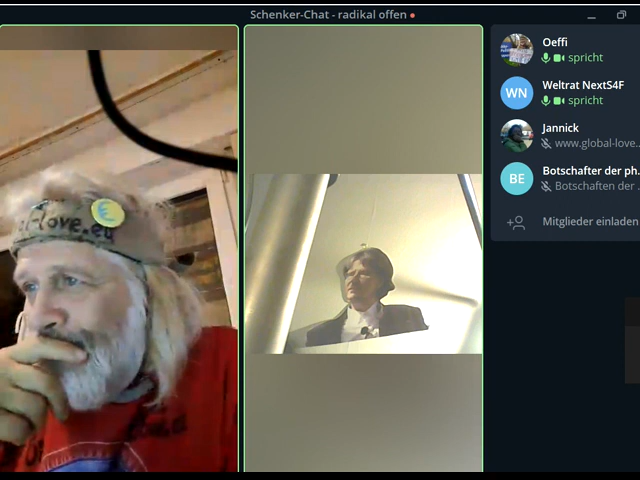 Schenker-Chat - radikal offen
Oeffi
spricht
WN
Weltrat NextS4F
spricht
Jannick
www.global-love...
BE
Botschafter der ph...
Botschaften der ...
Mitglieder einladen
l-love.eu